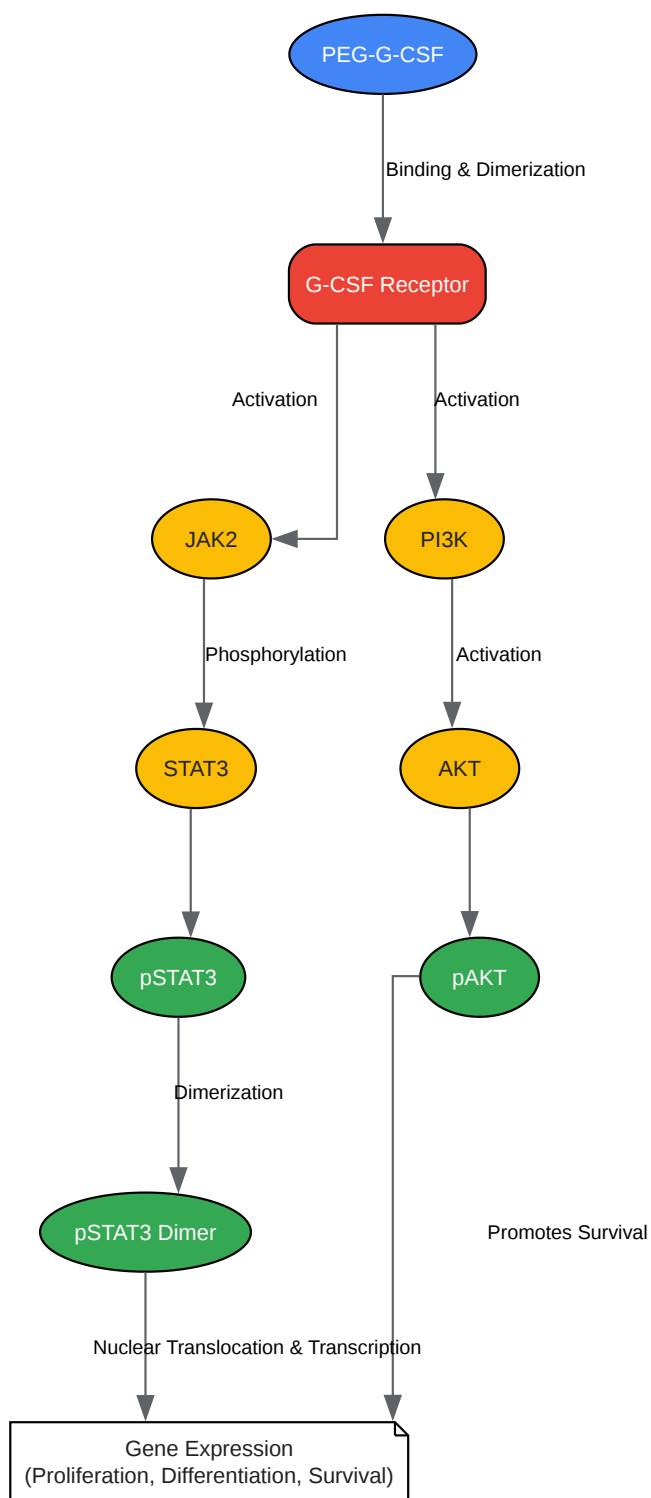 PEG-G-CSF
Binding & Dimerization
G-CSF Receptor
Activation
Activation
JAK2
PI3K
Phosphorylation
Activation
STAT3
AKT
pSTAT3
pAKT
Dimerization
pSTAT3 Dimer
Promotes Survival
Nuclear Translocation & Transcription
Gene Expression
(Proliferation, Differentiation, Survival)